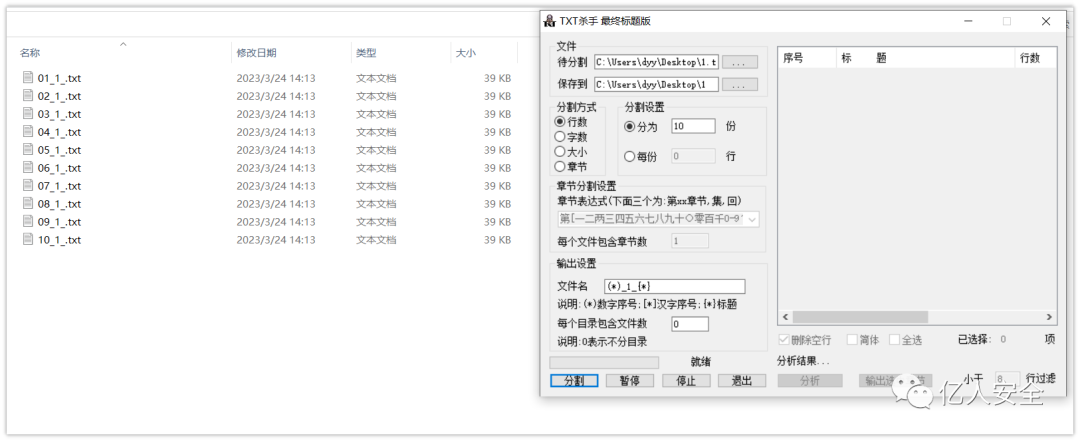 名称 修改日期 类型 大小
01_1_.txt 2023/3/24 14:13 文本文档 39 KB
02_1_.txt 2023/3/24 14:13 文本文档 39 KB
03_1_.txt 2023/3/24 14:13 文本文档 39 KB
04_1_.txt 2023/3/24 14:13 文本文档 39 KB
05_1_.txt 2023/3/24 14:13 文本文档 39 KB
06_1_.txt 2023/3/24 14:13 文本文档 39 KB
07_1_.txt 2023/3/24 14:13 文本文档 39 KB
08_1_.txt 2023/3/24 14:13 文本文档 39 KB
09_1_.txt 2023/3/24 14:13 文本文档 39 KB
10_1_.txt 2023/3/24 14:13 文本文档 39 KB
TXT杀手 最终标题版
文件
待分割 C:\Users\dyy\Desktop\1.t ...
保存到 C:\Users\dyy\Desktop\1 ...
分割方式
行数
字数
大小
章节
分割设置
分为 10 份
每份 0 行
章节分割设置
章节表达式(下面三个为:第xx章节,集,回)
第[一二两三四五六七八九十○零百千0-9
每个文件包含章节数 1
输出设置
文件名 (*)_1_{*}
说明:(*)数字序号;[*]汉字序号;{*}标题
每个目录包含文件数 0
说明:0表示不分目录
就绪
分割 暂停 停止 退出
序号 标 题 行数
删除空行 简体 全选 已选择: 0 项
分析结果...
分析 输出选 小于 8 行过滤
亿人安全